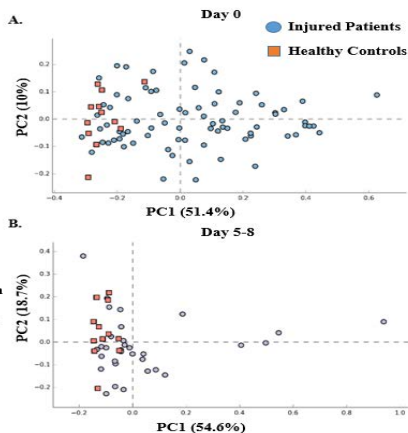 A.
Day 0
Injured Patients
Healthy Controls
PC2 (10%)
0.2
0.1
0.0
-0.1
-0.2
-0.4
-0.2
0.0
0.2
0.4
0.6
PC1 (51.4%)
B.
Day 5-8
PC2 (18.7%)
0.4
0.3
0.2
0.1
0.0
-0.1
-0.2
-0.2
0.0
0.2
0.4
0.6
0.8
1.0
PC1 (54.6%)